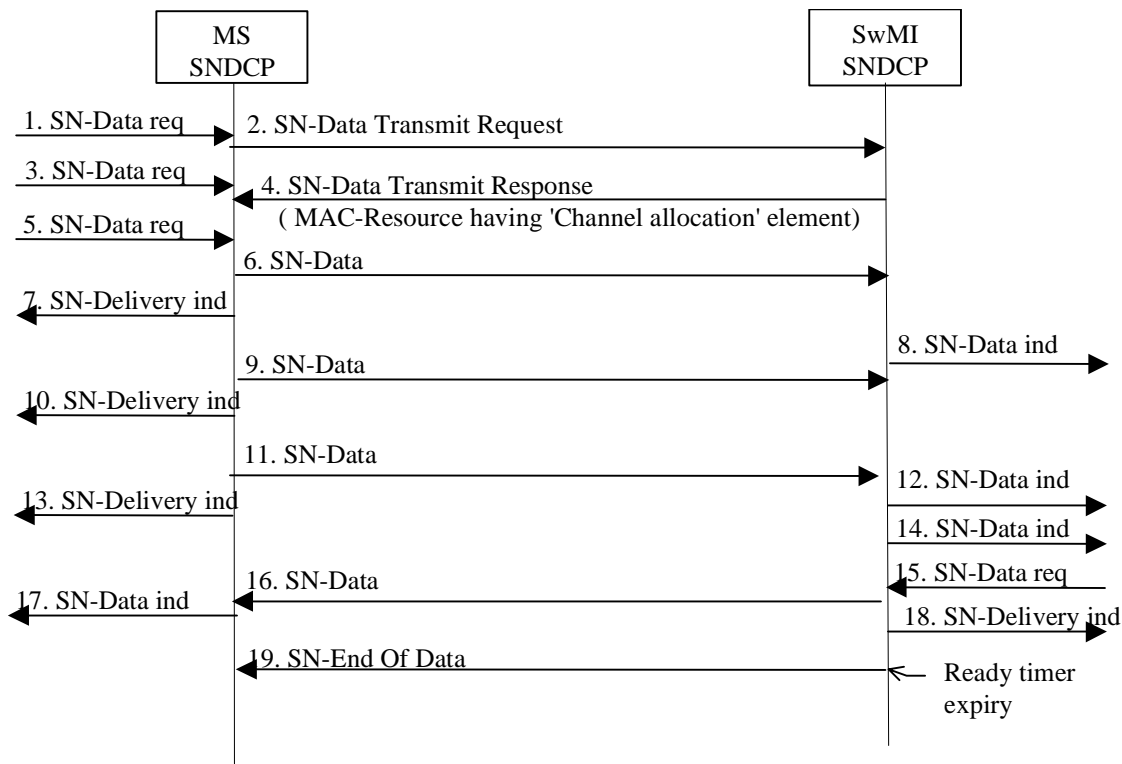 MS
SNDCP
SwMI
SNDCP
1. SN-Data req
2. SN-Data Transmit Request
3. SN-Data req
4. SN-Data Transmit Response
( MAC-Resource having 'Channel allocation' element)
5. SN-Data req
6. SN-Data
7. SN-Delivery ind
8. SN-Data ind
9. SN-Data
10. SN-Delivery ind
11. SN-Data
12. SN-Data ind
13. SN-Delivery ind
14. SN-Data ind
15. SN-Data req
16. SN-Data
17. SN-Data ind
18. SN-Delivery ind
19. SN-End Of Data
Ready timer
expiry